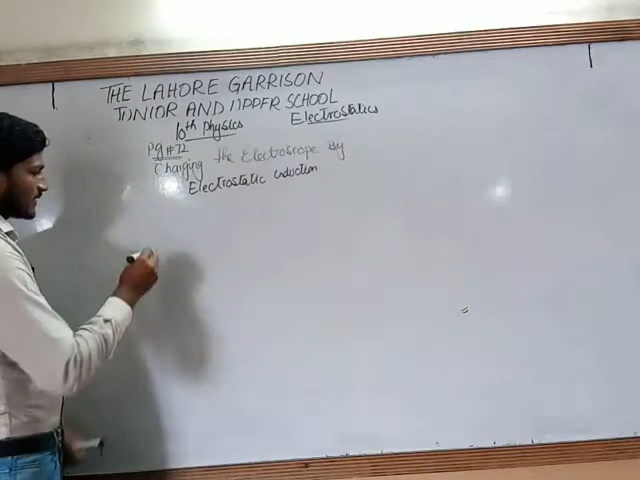 THE LAHORE GARRISON
JUNIOR AND UPPER SCHOOL
10th Physics Electrostatics
Pg # 72
Charging the Electroscope By
Electrostatic induction